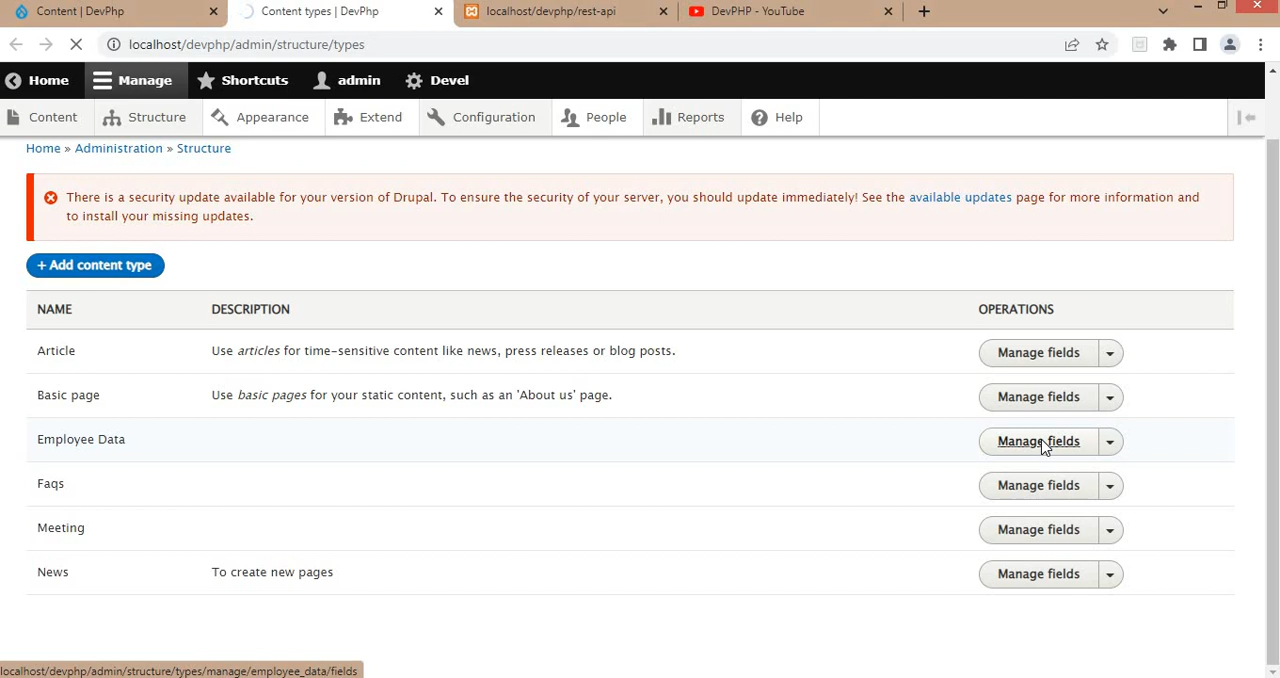 Content | DevPhp
Content types | DevPhp
localhost/devphp/rest-api
DevPHP - YouTube
localhost/devphp/admin/structure/types
Home
Manage
Shortcuts
admin
Devel
Content
Structure
Appearance
Extend
Configuration
People
Reports
Help
Home » Administration » Structure
There is a security update available for your version of Drupal. To ensure the security of your server, you should update immediately! See the available updates page for more information and
to install your missing updates.
+ Add content type
NAME DESCRIPTION OPERATIONS
Article Use articles for time-sensitive content like news, press releases or blog posts. Manage fields
Basic page Use basic pages for your static content, such as an 'About us' page. Manage fields
Employee Data Manage fields
Faqs Manage fields
Meeting Manage fields
News To create new pages Manage fields
localhost/devphp/admin/structure/types/manage/employee_data/fields